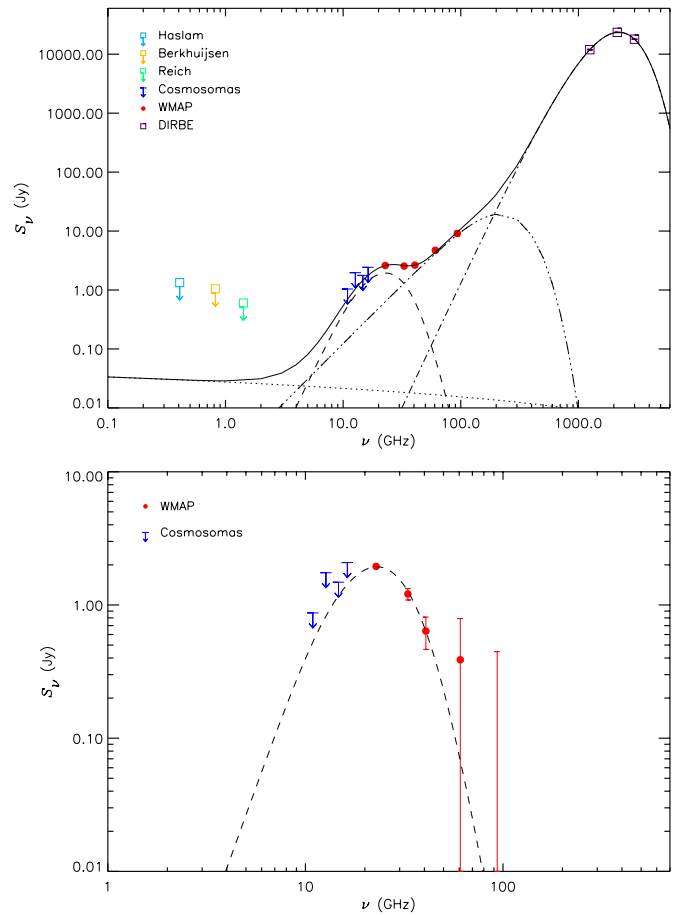 Haslam
Berkhuijsen
Reich
Cosmosomas
WMAP
DIRBE
10000.00
1000.00
100.00
10.00
1.00
0.10
0.01
S_ν (Jy)
0.1
1.0
10.0
100.0
1000.0
ν (GHz)
WMAP
Cosmosomas
10.00
1.00
0.10
0.01
S_ν (Jy)
1
10
100
ν (GHz)